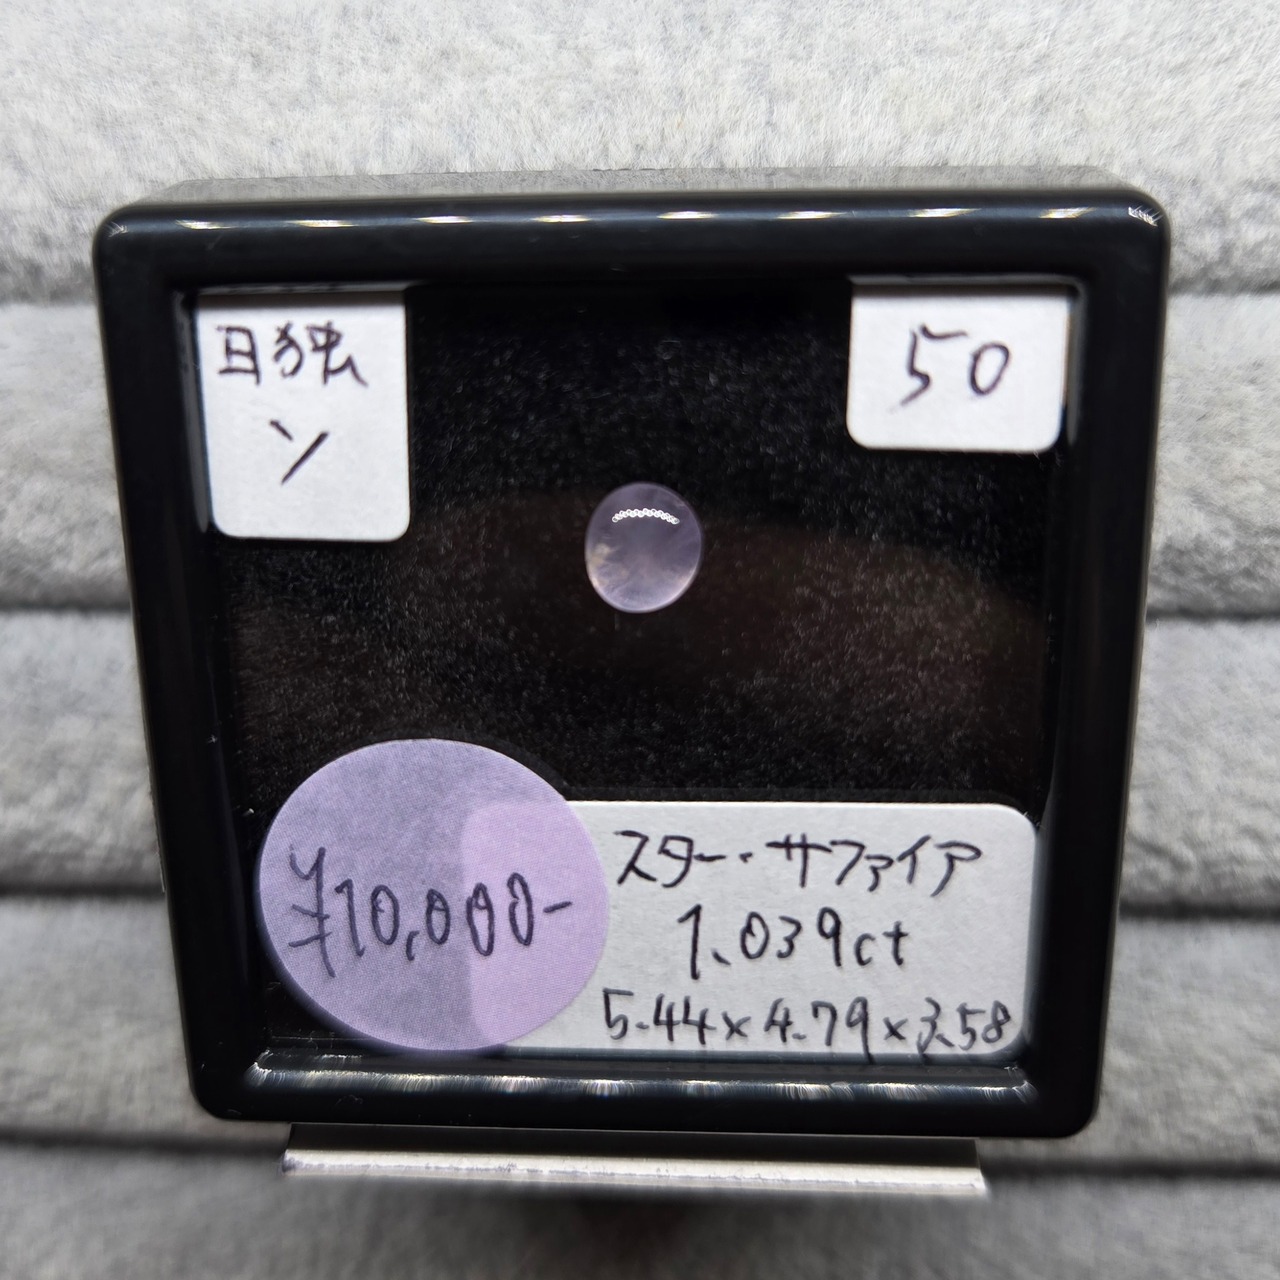 日独
ソ
50
¥10,000-
スター・サファイア
1.039ct
5.44×4.79×3.58